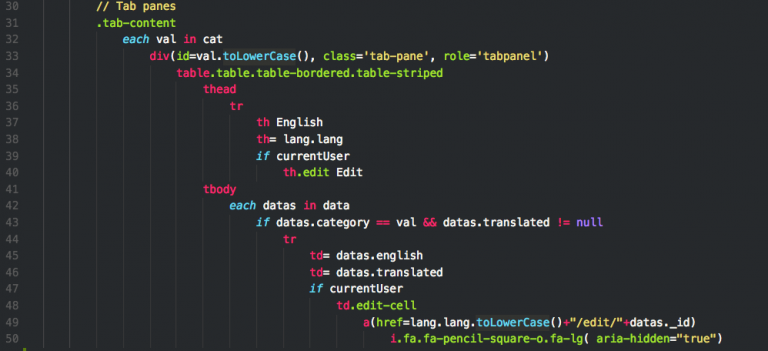 30 // Tab panes
31 .tab-content
32 each val in cat
33 div(id=val.toLowerCase(), class='tab-pane', role='tabpanel')
34 table.table.table-bordered.table-striped
35 thead
36 tr
37 th English
38 th= lang.lang
39 if currentUser
40 th.edit Edit
41 tbody
42 each datas in data
43 if datas.category == val && datas.translated != null
44 tr
45 td= datas.english
46 td= datas.translated
47 if currentUser
48 td.edit-cell
49 a(href=lang.lang.toLowerCase()+"/edit/"+datas._id)
50 i.fa.fa-pencil-square-o.fa-lg( aria-hidden="true")